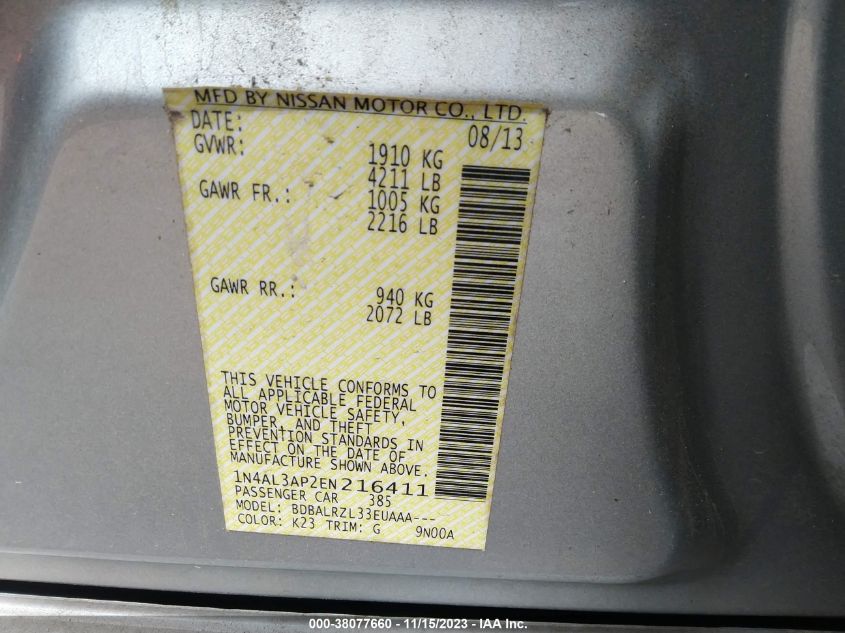 MFD BY NISSAN MOTOR CO., LTD.
DATE: 08/13
GVWR: 1910 KG
4211 LB
GAWR FR.: 1005 KG
2216 LB
GAWR RR.: 940 KG
2072 LB
THIS VEHICLE CONFORMS TO
ALL APPLICABLE FEDERAL
MOTOR VEHICLE SAFETY,
BUMPER, AND THEFT
PREVENTION STANDARDS IN
EFFECT ON THE DATE OF
MANUFACTURE SHOWN ABOVE.
1N4AL3AP2EN216411
PASSENGER CAR 385
MODEL: BDBALRZL33EUAAA---
COLOR: K23 TRIM: G 9N00A
000-38077660 - 11/15/2023 - IAA Inc.